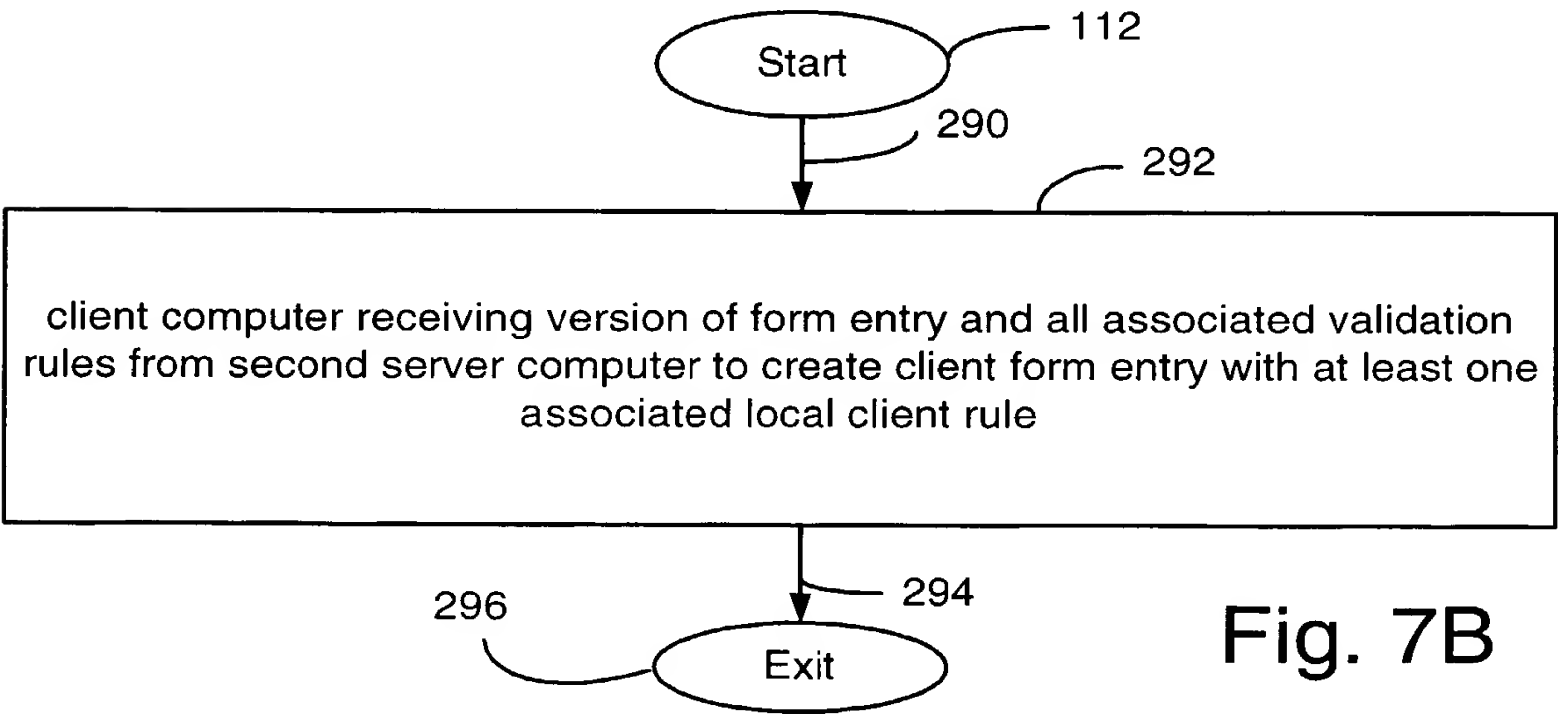 Start
112
290
292
client computer receiving version of form entry and all associated validation
rules from second server computer to create client form entry with at least one
associated local client rule
294
296
Exit
Fig. 7B